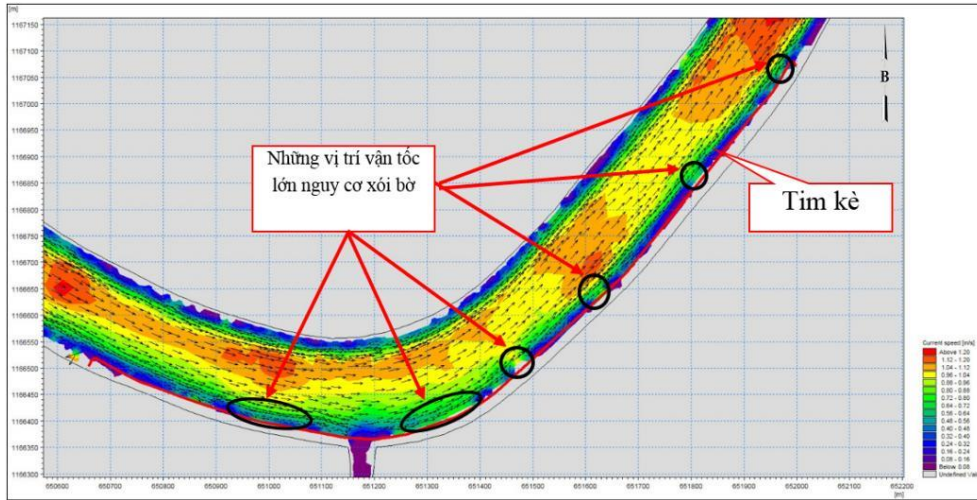 [m]
1167150
1167100
1167050
1167000
1166950
1166900
1166850
1166800
1166750
1166700
1166650
1166600
1166550
1166500
1166450
1166400
1166350
1166300
B
Những vị trí vận tốc
lớn nguy cơ xói bờ
Tim kè
Current speed [m/s]
Above 1.20
1.12 - 1.20
1.04 - 1.12
0.96 - 1.04
0.88 - 0.96
0.80 - 0.88
0.72 - 0.80
0.64 - 0.72
0.56 - 0.64
0.48 - 0.56
0.40 - 0.48
0.32 - 0.40
0.24 - 0.32
0.16 - 0.24
0.08 - 0.16
Below 0.08
Undefined Val
650600 650700 650800 650900 651000 651100 651200 651300 651400 651500 651600 651700 651800 651900 652000 652100 652200
[m]